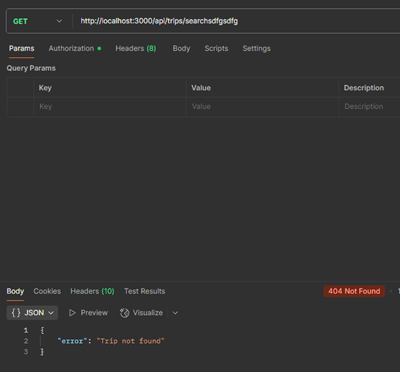 GET http://localhost:3000/api/trips/searchsdfgsdfg
Params Authorization Headers (8) Body Scripts Settings
Query Params
Key Value Description
Key Value Description
Body Cookies Headers (10) Test Results 404 Not Found
{} JSON Preview Visualize
1 {
2 "error": "Trip not found"
3 }